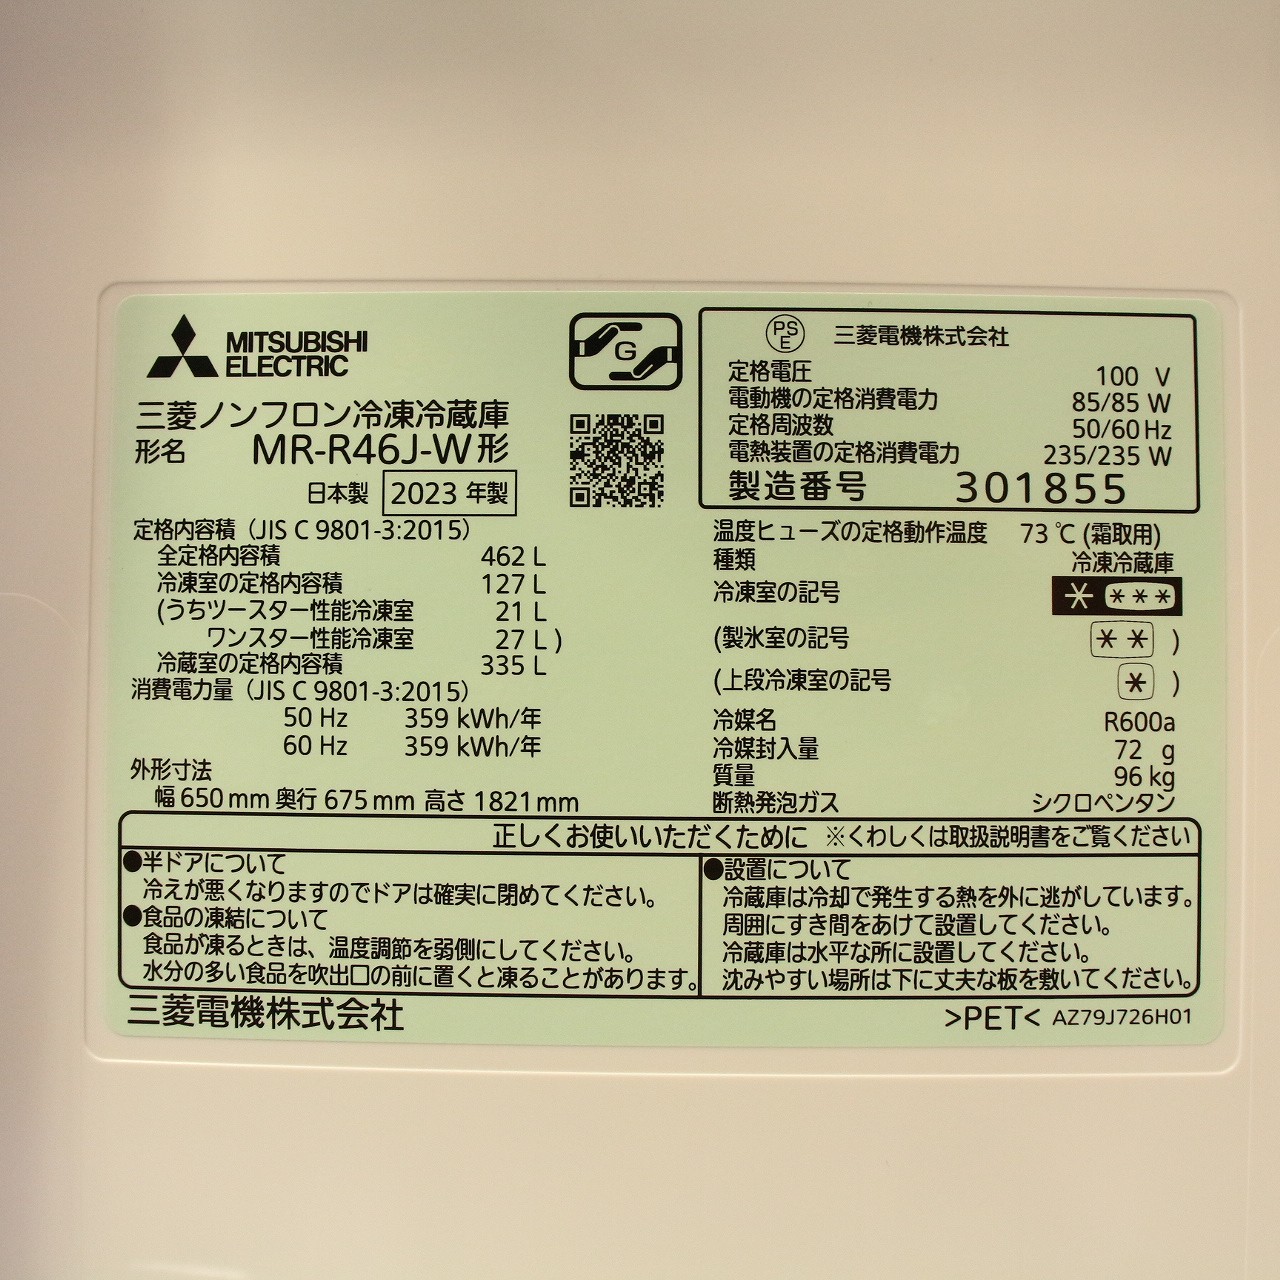 MITSUBISHI
ELECTRIC
三菱ノンフロン冷凍冷蔵庫
形名 MR-R46J-W形
日本製 2023年製
定格内容積（JIS C 9801-3:2015）
全定格内容積 462 L
冷凍室の定格内容積 127 L
(うちツースター性能冷凍室 21 L
ワンスター性能冷凍室 27 L )
冷蔵室の定格内容積 335 L
消費電力量（JIS C 9801-3:2015）
50 Hz 359 kWh/年
60 Hz 359 kWh/年
外形寸法
幅 650 mm 奥行 675 mm 高さ 1821 mm
G
PS
E
三菱電機株式会社
定格電圧 100 V
電動機の定格消費電力 85/85 W
定格周波数 50/60 Hz
電熱装置の定格消費電力 235/235 W
製造番号 301855
温度ヒューズの定格動作温度 73 ℃ (霜取用)
種類 冷凍冷蔵庫
冷凍室の記号 * ***
(製氷室の記号 ** )
(上段冷凍室の記号 * )
冷媒名 R600a
冷媒封入量 72 g
質量 96 kg
断熱発泡ガス シクロペンタン
正しくお使いいただくために ※くわしくは取扱説明書をご覧ください
●半ドアについて
冷えが悪くなりますのでドアは確実に閉めてください。
●食品の凍結について
食品が凍るときは、温度調節を弱側にしてください。
水分の多い食品を吹出口の前に置くと凍ることがあります。
●設置について
冷蔵庫は冷却で発生する熱を外に逃がしています。
周囲にすき間をあけて設置してください。
冷蔵庫は水平な所に設置してください。
沈みやすい場所は下に丈夫な板を敷いてください。
三菱電機株式会社
>PET< AZ79J726H01